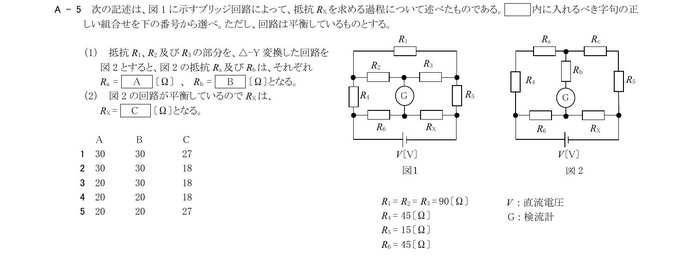 A － 5　次の記述は、図1に示すブリッジ回路によって、抵抗 RXを求める過程について述べたものである。□内に入れるべき字句の正
しい組合せを下の番号から選べ。ただし、回路は平衡しているものとする。
(1)　抵抗 R1、R2 及び R3 の部分を、△－Y 変換した回路を
図2とすると、図2の抵抗 Ra 及び Rb は、それぞれ
Ra＝ A 〔Ω〕、Rb＝ B 〔Ω〕となる。
(2)　図2の回路が平衡しているので RX は、
RX＝ C 〔Ω〕となる。
A　B　C
1　30　30　27
2　30　30　18
3　20　30　18
4　20　20　18
5　20　20　27
R1
R2　R3
R4　G　R5
R6　RX
V〔V〕
図1
Ra　Rc
Rb
R4　G　R5
R6　RX
V〔V〕
図2
R1＝R2＝R3＝90〔Ω〕
R4＝45〔Ω〕
R5＝15〔Ω〕
R6＝45〔Ω〕
V：直流電圧
G：検流計